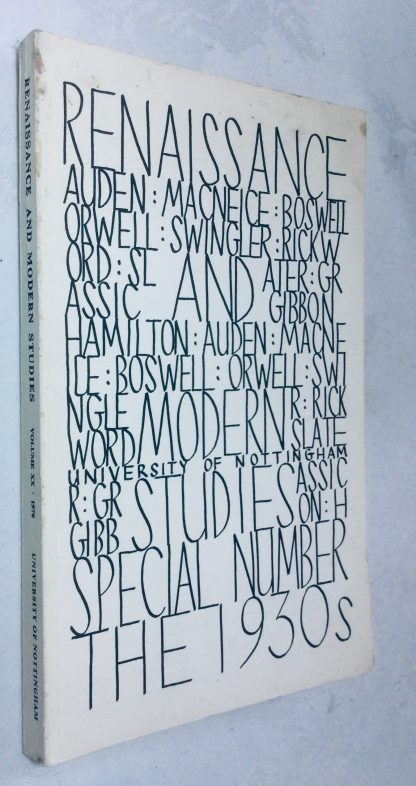 RENAISSANCE
AUDEN : MACNEICE : BOSWELL
ORWELL : SWINGLER : RICKW
ORD : SL AND ATER : GR
ASSIC GIBBON
HAMILTON : AUDEN : MACNE
ICE : BOSWELL : ORWELL : SWI
NGLE MODERN R : RICK
WORD SLATE
UNIVERSITY OF NOTTINGHAM
R : GR STUDIES ASSIC
GIBB ON : H
SPECIAL NUMBER
THE 1930s
RENAISSANCE AND MODERN STUDIES VOLUME XX · 1976 UNIVERSITY OF NOTTINGHAM